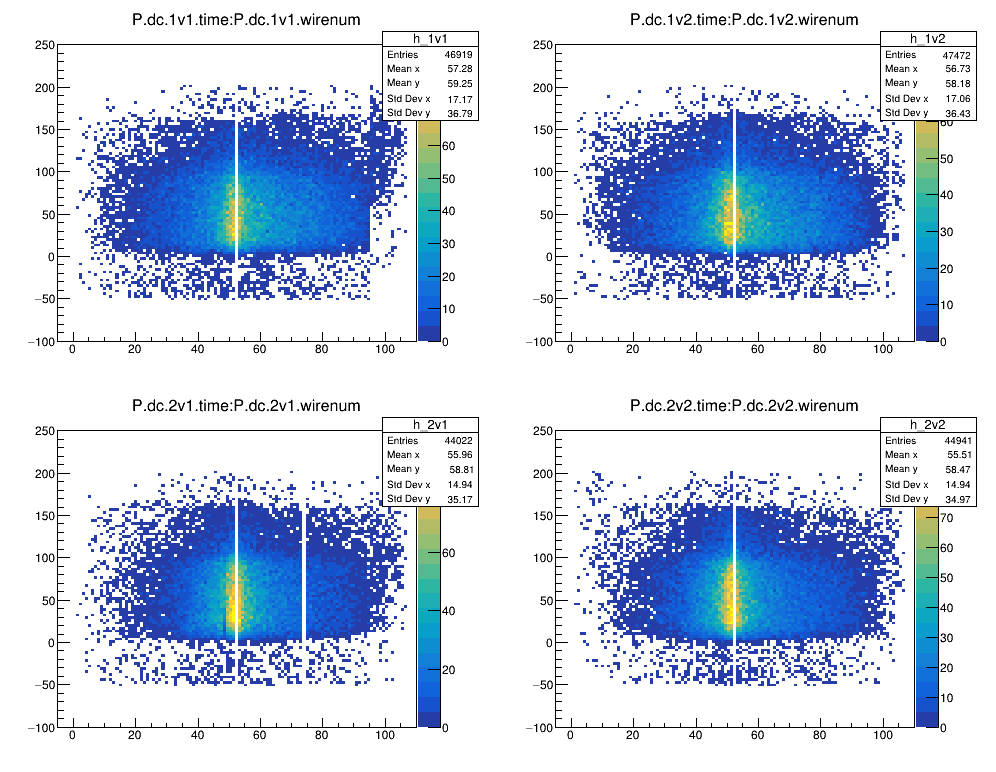 P.dc.1v1.time:P.dc.1v1.wirenum
h_1v1
Entries 46919
Mean x 57.28
Mean y 59.25
Std Dev x 17.17
Std Dev y 36.79
250
200
150
100
50
0
−50
−100
0 20 40 60 80 100
60
50
40
30
20
10
0
P.dc.1v2.time:P.dc.1v2.wirenum
h_1v2
Entries 47472
Mean x 56.73
Mean y 58.18
Std Dev x 17.06
Std Dev y 36.43
250
200
150
100
50
0
−50
−100
0 20 40 60 80 100
60
50
40
30
20
10
0
P.dc.2v1.time:P.dc.2v1.wirenum
h_2v1
Entries 44022
Mean x 55.96
Mean y 58.81
Std Dev x 14.94
Std Dev y 35.17
250
200
150
100
50
0
−50
−100
0 20 40 60 80 100
60
40
20
0
P.dc.2v2.time:P.dc.2v2.wirenum
h_2v2
Entries 44941
Mean x 55.51
Mean y 58.47
Std Dev x 14.94
Std Dev y 34.97
250
200
150
100
50
0
−50
−100
0 20 40 60 80 100
70
60
50
40
30
20
10
0